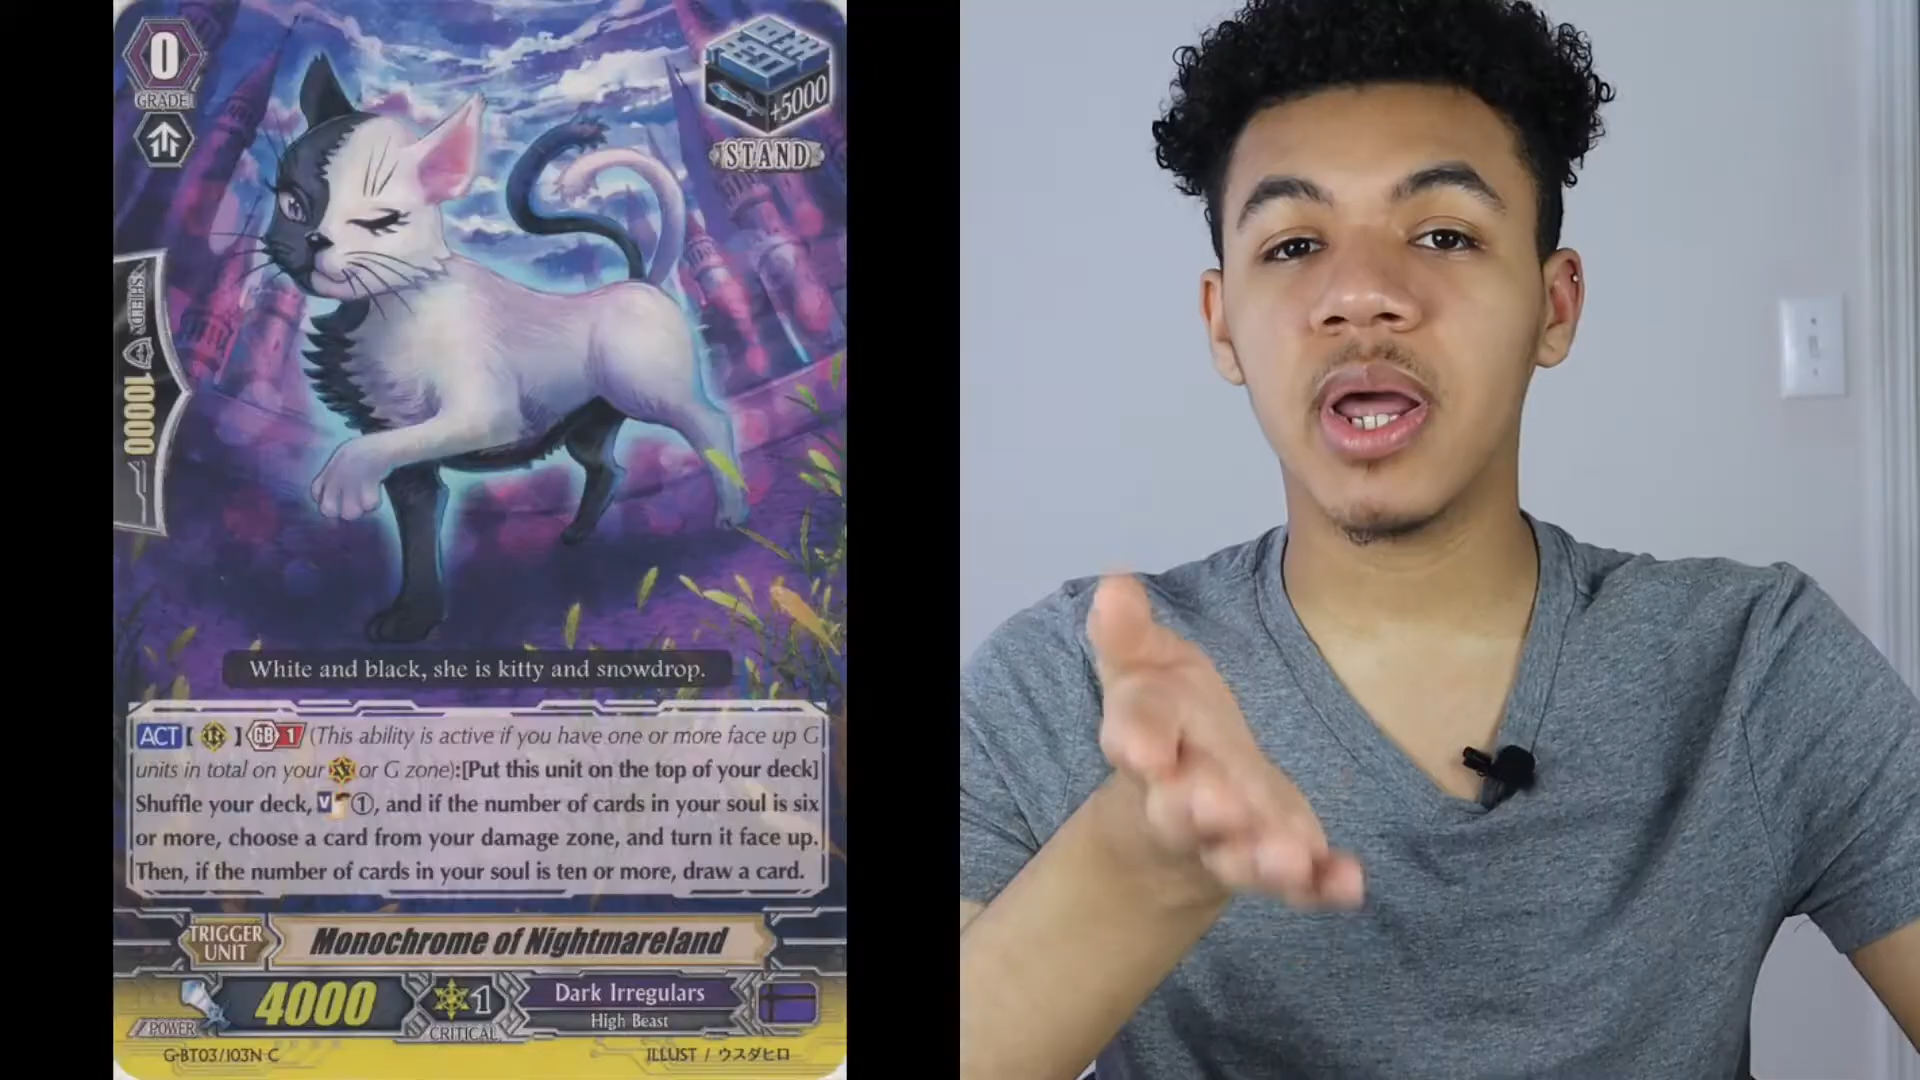 0
GRADE
+5000
STAND
SHIELD
10000
White and black, she is kitty and snowdrop.
ACT [ R ] GB 1 (This ability is active if you have one or more face up G
units in total on your V or G zone):[Put this unit on the top of your deck]
Shuffle your deck, V ①, and if the number of cards in your soul is six
or more, choose a card from your damage zone, and turn it face up.
Then, if the number of cards in your soul is ten or more, draw a card.
TRIGGER
UNIT
Monochrome of Nightmareland
POWER
4000
1
CRITICAL
Dark Irregulars
High Beast
G-BT03/103N C
ILLUST / ウスダヒロ